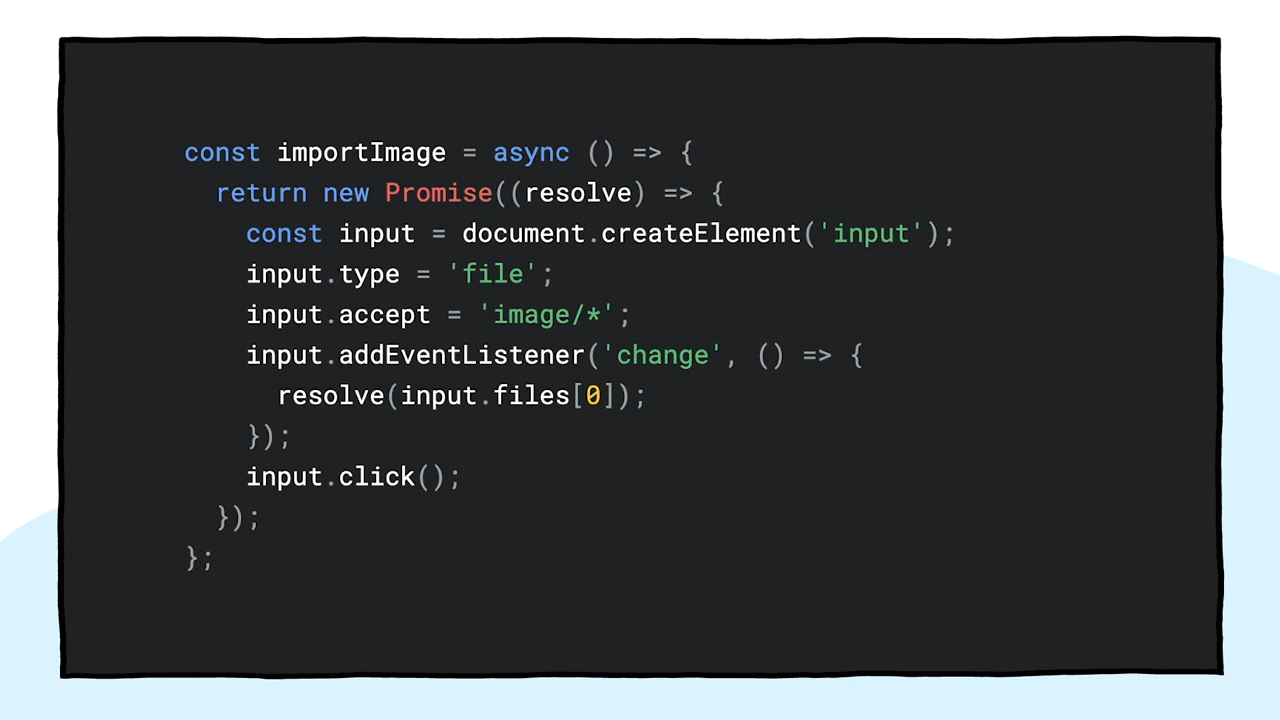 const importImage = async () => {
return new Promise((resolve) => {
const input = document.createElement('input');
input.type = 'file';
input.accept = 'image/*';
input.addEventListener('change', () => {
resolve(input.files[0]);
});
input.click();
});
};